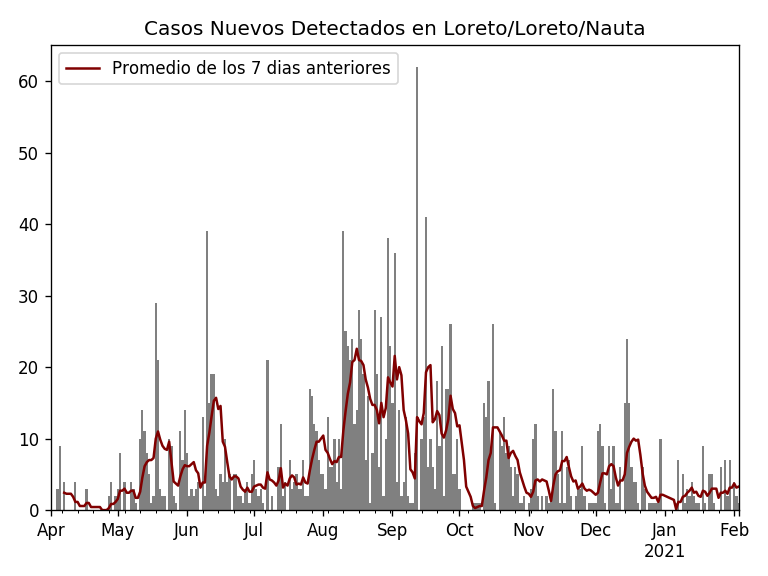 Casos Nuevos Detectados en Loreto/Loreto/Nauta
Promedio de los 7 dias anteriores
60
50
40
30
20
10
0
Apr May Jun Jul Aug Sep Oct Nov Dec Jan Feb
2021